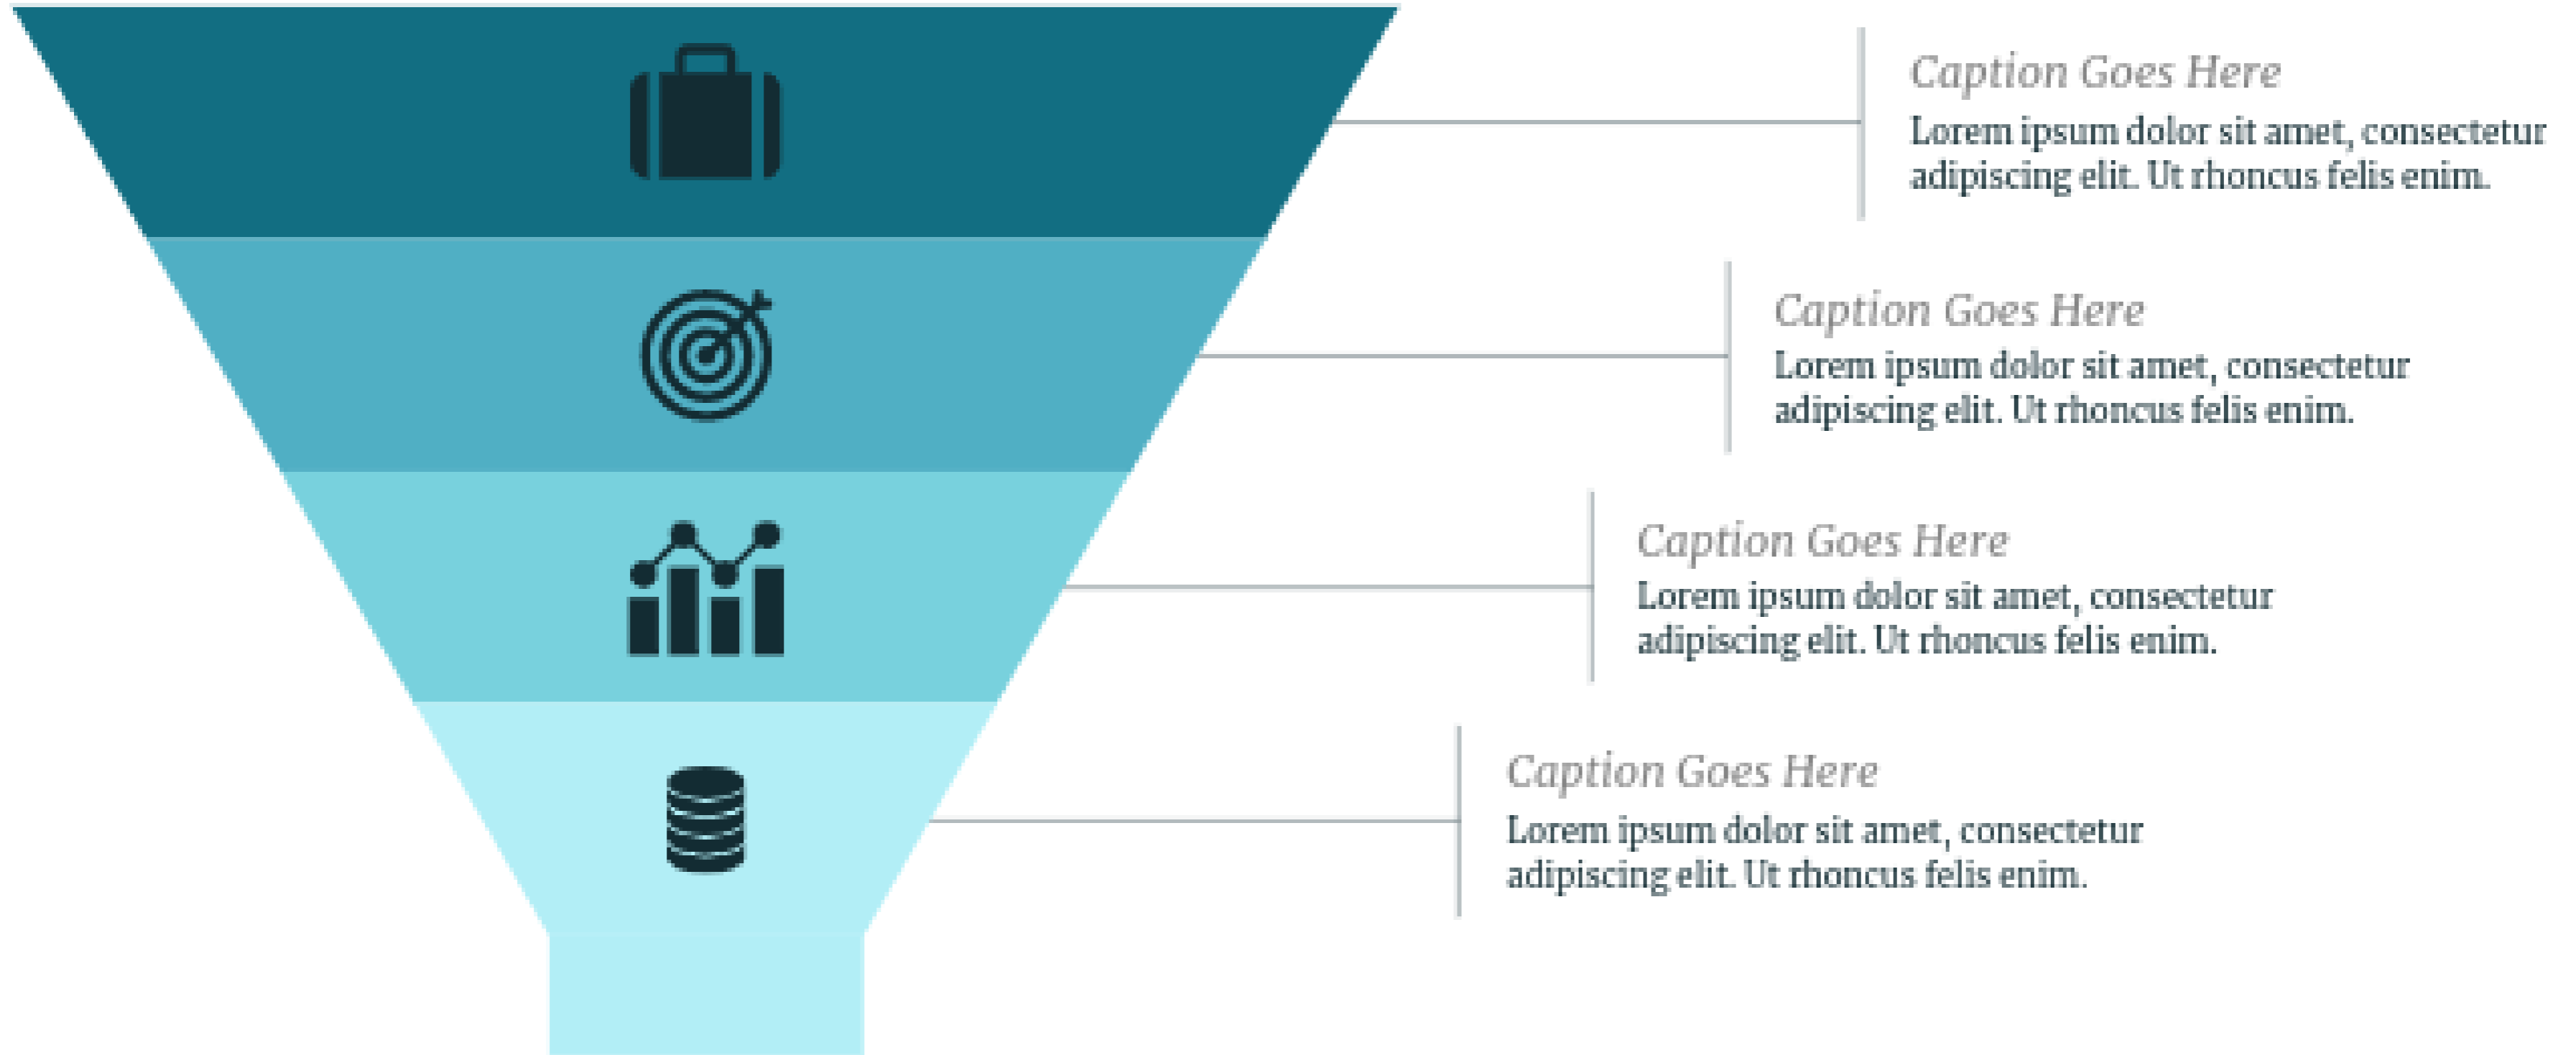 Caption Goes Here
Lorem ipsum dolor sit amet, consectetur
adipiscing elit. Ut rhoncus felis enim.
Caption Goes Here
Lorem ipsum dolor sit amet, consectetur
adipiscing elit. Ut rhoncus felis enim.
Caption Goes Here
Lorem ipsum dolor sit amet, consectetur
adipiscing elit. Ut rhoncus felis enim.
Caption Goes Here
Lorem ipsum dolor sit amet, consectetur
adipiscing elit. Ut rhoncus felis enim.